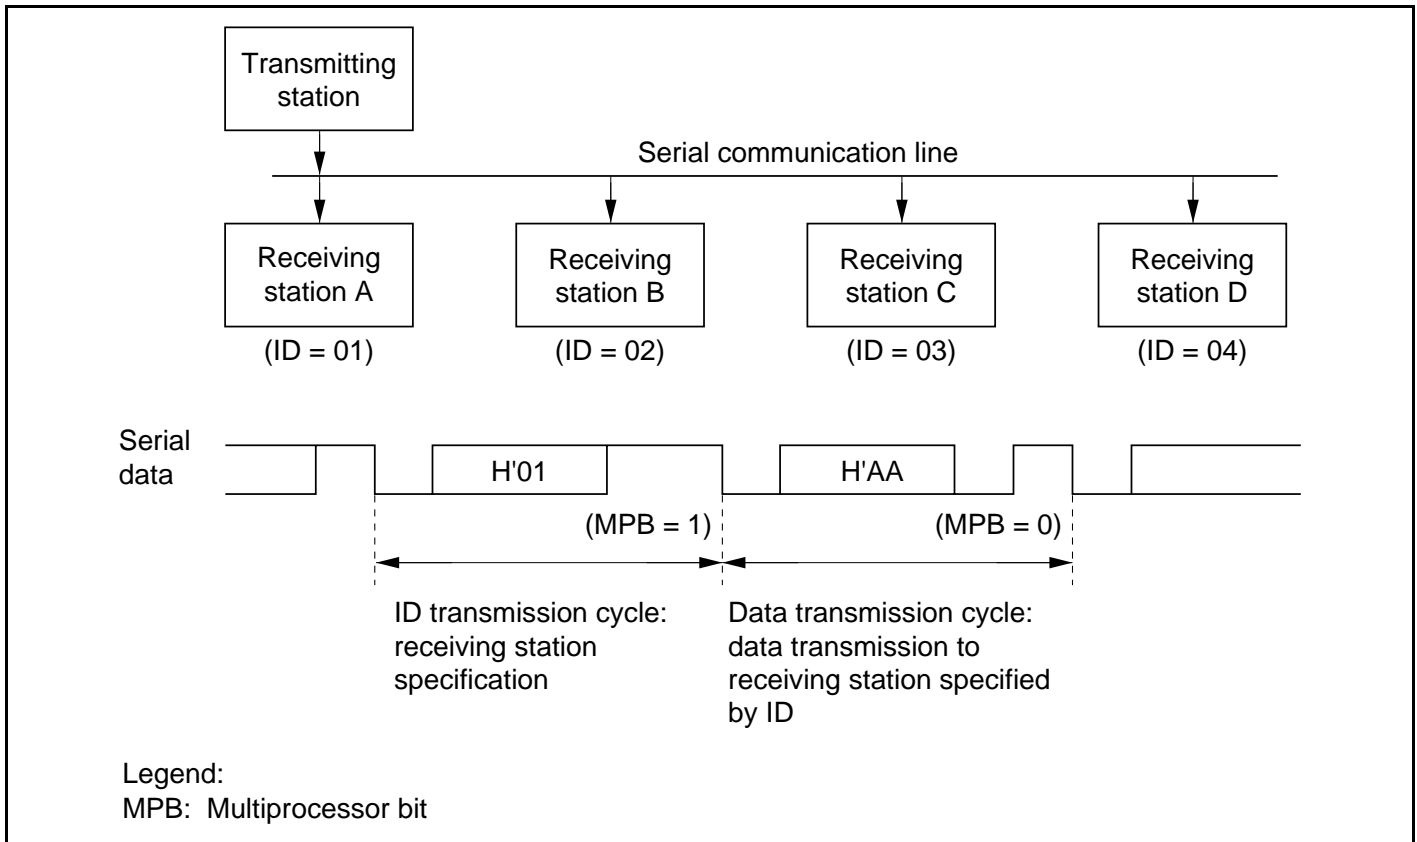 Transmitting
station
Serial communication line
Receiving
station A
(ID = 01)
Receiving
station B
(ID = 02)
Receiving
station C
(ID = 03)
Receiving
station D
(ID = 04)
Serial
data
H'01
H'AA
(MPB = 1)
(MPB = 0)
ID transmission cycle:
receiving station
specification
Data transmission cycle:
data transmission to
receiving station specified
by ID
Legend:
MPB: Multiprocessor bit